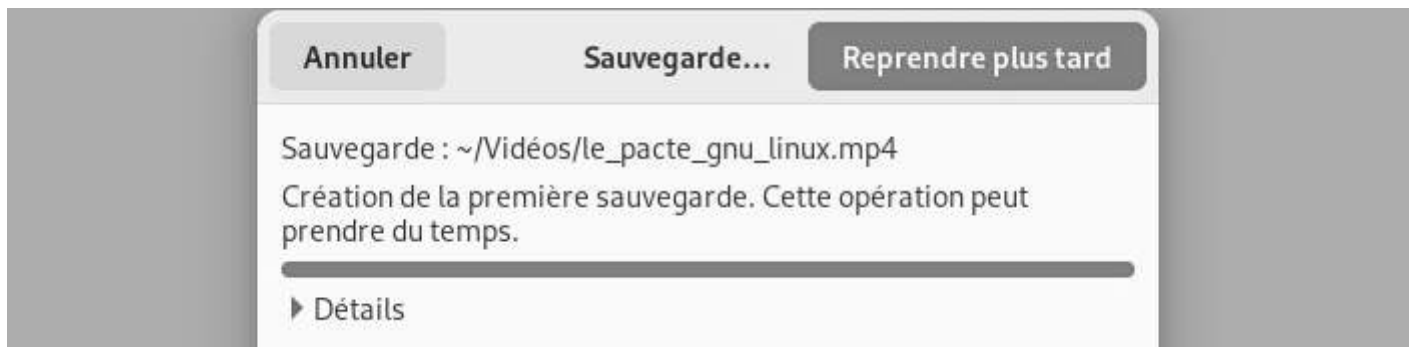 Annuler
Sauvegarde…
Reprendre plus tard
Sauvegarde : ~/Vidéos/le_pacte_gnu_linux.mp4
Création de la première sauvegarde. Cette opération peut
prendre du temps.
Détails